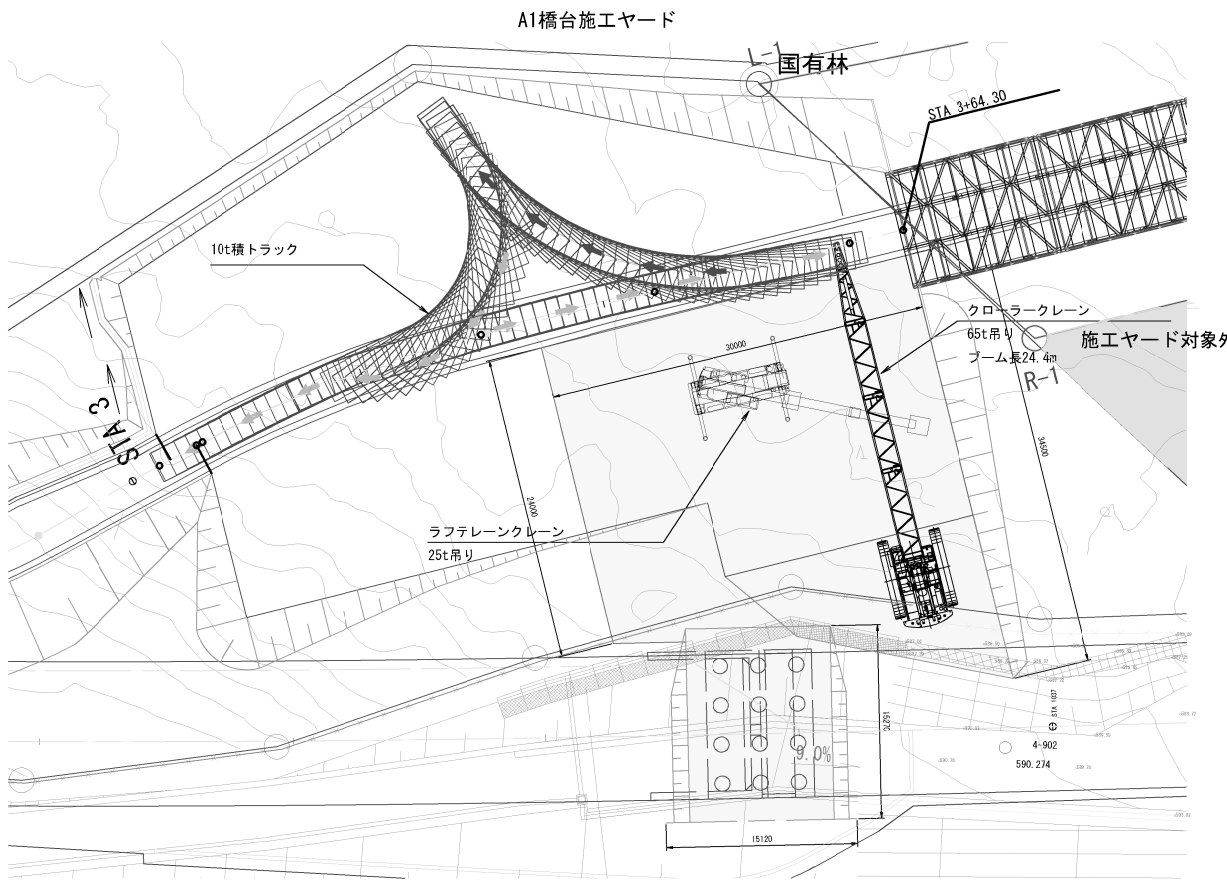 A1橋台施工ヤード
L-1
国有林
STA 3+64.30
10t積トラック
クローラークレーン
65t吊り
ブーム長24.4m
施工ヤード対象外
R-1
30000
STA 3
34500
24000
ラフテレーンクレーン
25t吊り
15270
STA 1037
4-902
590.274
9.0%
15120